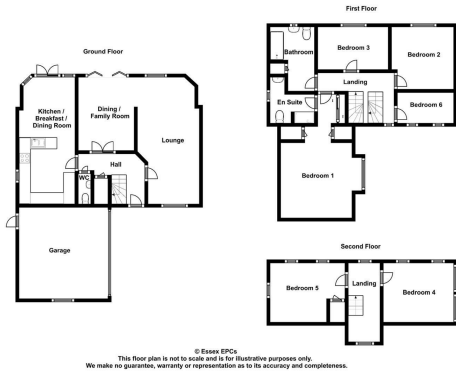 Ground Floor
Kitchen /
Breakfast /
Dining Room
Dining /
Family Room
Lounge
Hall
WC
Garage
First Floor
Bathroom
Bedroom 3
Bedroom 2
Landing
En Suite
Bedroom 6
Bedroom 1
Second Floor
Bedroom 5
Landing
Bedroom 4
© Essex EPCs
This floor plan is not to scale and is for illustrative purposes only.
We make no guarantee, warranty or representation as to its accuracy and completeness.